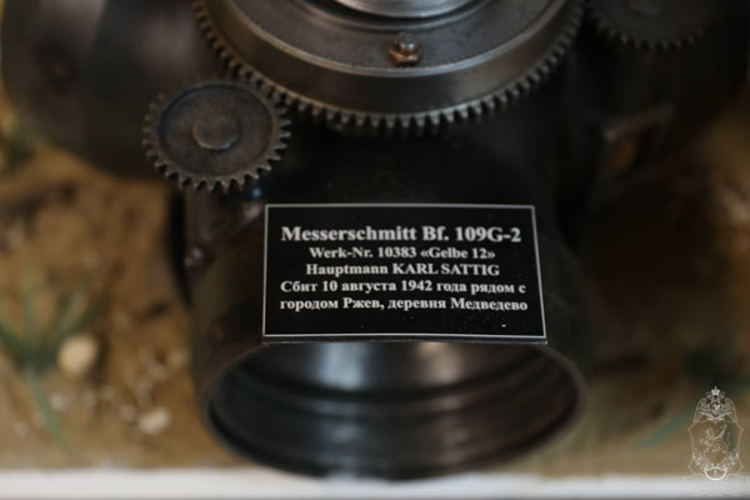 Messerschmitt Bf. 109G-2
Werk-Nr. 10383 «Gelbe 12»
Hauptmann KARL SATTIG
Сбит 10 августа 1942 года рядом с
городом Ржев, деревня Медведево